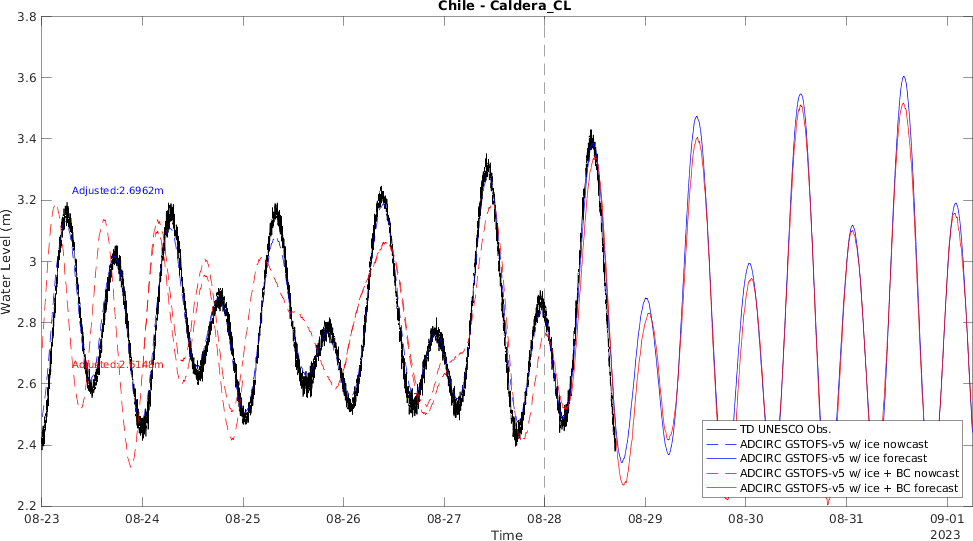 Chile - Caldera_CL
3.8
3.6
3.4
3.2
3
2.8
2.6
2.4
2.2
Water Level (m)
Adjusted:2.6962m
TD UNESCO Obs.
ADCIRC GSTOFS-v5 w/ ice nowcast
ADCIRC GSTOFS-v5 w/ ice forecast
ADCIRC GSTOFS-v5 w/ ice + BC nowcast
ADCIRC GSTOFS-v5 w/ ice + BC forecast
08-23 08-24 08-25 08-26 08-27 08-28 08-29 08-30 08-31 09-01
Time
2023